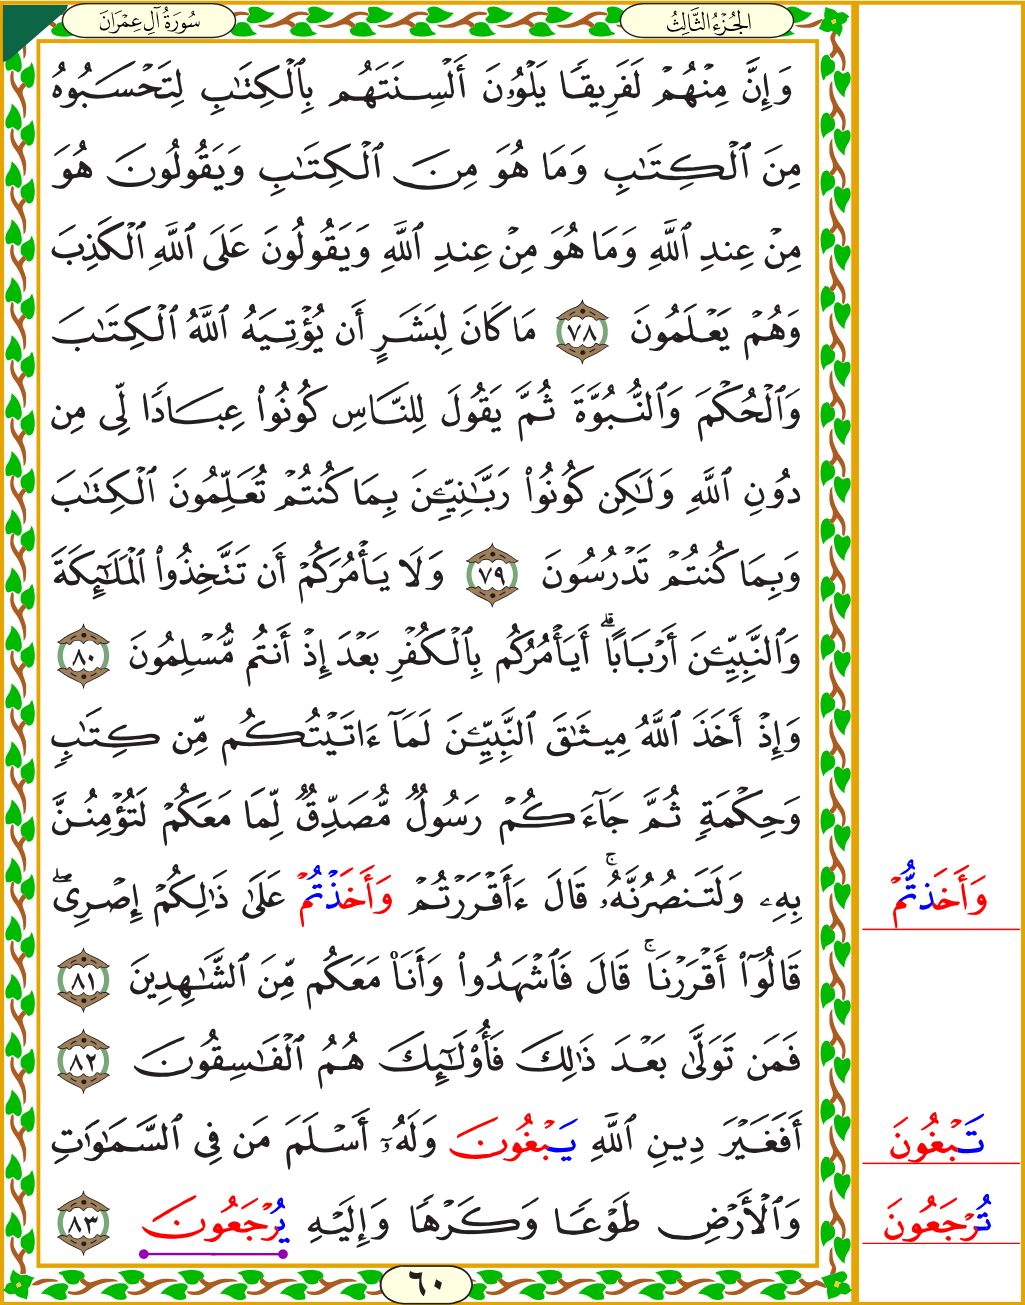 سُورَةُ آلِ عِمْرَانَ
الجُزْءُ الثَّالِثُ
وَإِنَّ مِنْهُمْ لَفَرِيقًا يَلْوُۥنَ أَلْسِنَتَهُم بِٱلْكِتَٰبِ لِتَحْسَبُوهُ
مِنَ ٱلْكِتَٰبِ وَمَا هُوَ مِنَ ٱلْكِتَٰبِ وَيَقُولُونَ هُوَ
مِنْ عِندِ ٱللَّهِ وَمَا هُوَ مِنْ عِندِ ٱللَّهِ وَيَقُولُونَ عَلَى ٱللَّهِ ٱلْكَذِبَ
وَهُمْ يَعْلَمُونَ ٧٨ مَا كَانَ لِبَشَرٍ أَن يُؤْتِيَهُ ٱللَّهُ ٱلْكِتَٰبَ
وَٱلْحُكْمَ وَٱلنُّبُوَّةَ ثُمَّ يَقُولَ لِلنَّاسِ كُونُوا۟ عِبَادًا لِّى مِن
دُونِ ٱللَّهِ وَلَٰكِن كُونُوا۟ رَبَّٰنِيِّۦنَ بِمَا كُنتُمْ تُعَلِّمُونَ ٱلْكِتَٰبَ
وَبِمَا كُنتُمْ تَدْرُسُونَ ٧٩ وَلَا يَأْمُرَكُمْ أَن تَتَّخِذُوا۟ ٱلْمَلَٰٓئِكَةَ
وَٱلنَّبِيِّۦنَ أَرْبَابًا ۗ أَيَأْمُرُكُم بِٱلْكُفْرِ بَعْدَ إِذْ أَنتُم مُّسْلِمُونَ ٨٠
وَإِذْ أَخَذَ ٱللَّهُ مِيثَٰقَ ٱلنَّبِيِّۦنَ لَمَآ ءَاتَيْتُكُم مِّن كِتَٰبٍ
وَحِكْمَةٍ ثُمَّ جَآءَكُمْ رَسُولٌ مُّصَدِّقٌ لِّمَا مَعَكُمْ لَتُؤْمِنُنَّ
بِهِۦ وَلَتَنصُرُنَّهُۥ ۚ قَالَ ءَأَقْرَرْتُمْ وَأَخَذْتُمْ عَلَىٰ ذَٰلِكُمْ إِصْرِى ۖ
وَأَخَذتُّمْ
قَالُوٓا۟ أَقْرَرْنَا ۚ قَالَ فَٱشْهَدُوا۟ وَأَنَا۠ مَعَكُم مِّنَ ٱلشَّٰهِدِينَ ٨١
فَمَن تَوَلَّىٰ بَعْدَ ذَٰلِكَ فَأُو۟لَٰٓئِكَ هُمُ ٱلْفَٰسِقُونَ ٨٢
أَفَغَيْرَ دِينِ ٱللَّهِ يَبْغُونَ وَلَهُۥٓ أَسْلَمَ مَن فِى ٱلسَّمَٰوَٰتِ
تَبْغُونَ
وَٱلْأَرْضِ طَوْعًا وَكَرْهًا وَإِلَيْهِ يُرْجَعُونَ ٨٣
تُرْجَعُونَ
٦٠